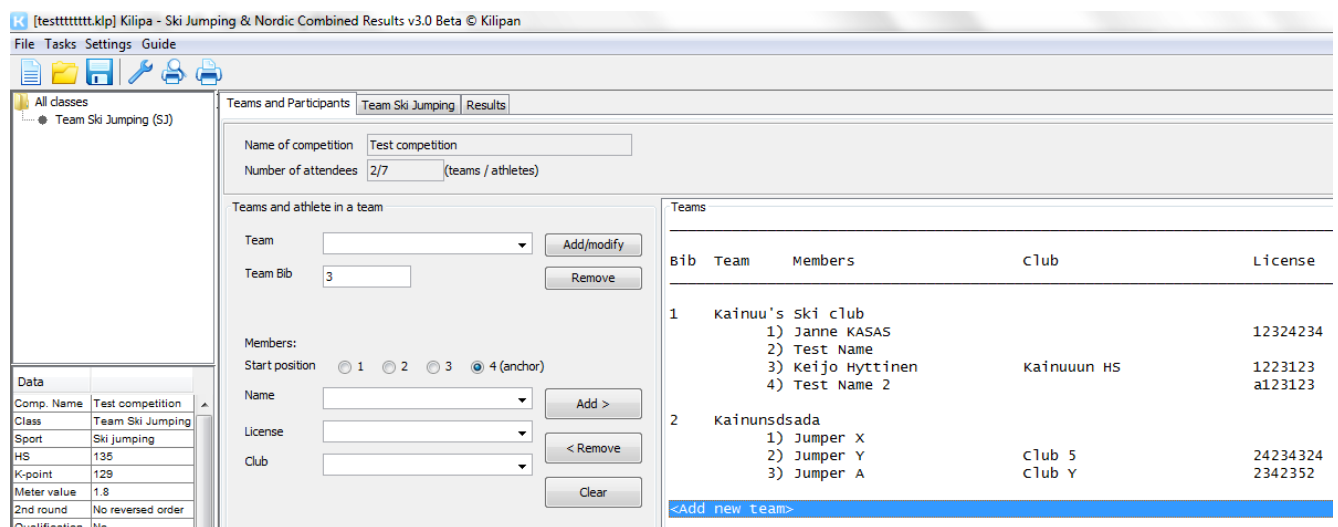 [testttttttt.klp] Kilipa - Ski Jumping & Nordic Combined Results v3.0 Beta © Kilipan
File Tasks Settings Guide
All classes
Team Ski Jumping (SJ)
Teams and Participants Team Ski Jumping Results
Name of competition Test competition
Number of attendees 2/7 (teams / athletes)
Teams and athlete in a team
Team Add/modify
Team Bib 3 Remove
Members:
Start position 1 2 3 4 (anchor)
Name Add >
License < Remove
Club
Clear
Teams
Bib Team Members Club License
1 Kainuu's Ski club
1) Janne KASAS 12324234
2) Test Name
3) Keijo Hyttinen Kainuuun HS 1223123
4) Test Name 2 a123123
2 Kainunsdsada
1) Jumper X
2) Jumper Y Club 5 24234324
3) Jumper A Club Y 2342352
<Add new team>
Data
Comp. Name Test competition
Class Team Ski Jumping
Sport Ski jumping
HS 135
K-point 129
Meter value 1.8
2nd round No reversed order
Qualification No